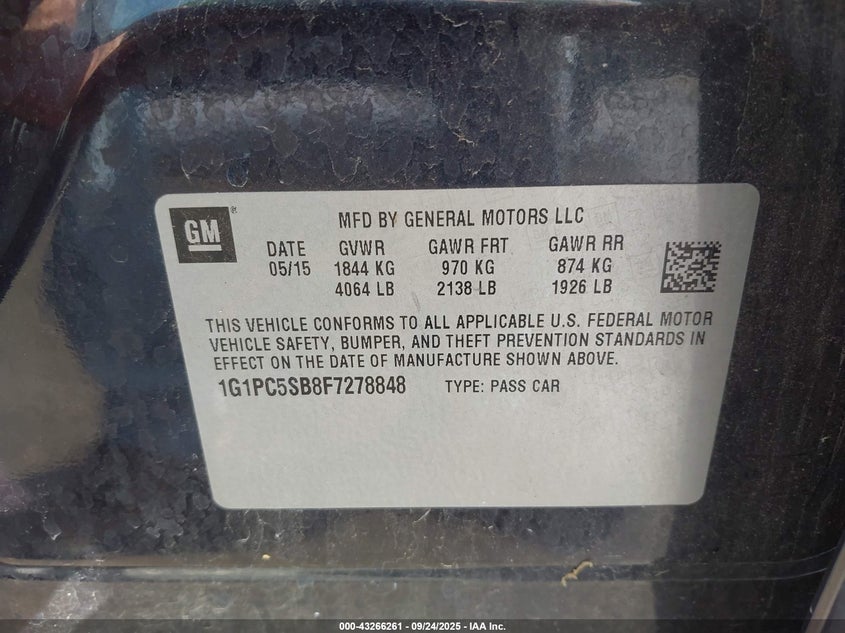 GM®
MFD BY GENERAL MOTORS LLC
DATE GVWR GAWR FRT GAWR RR
05/15 1844 KG 970 KG 874 KG
4064 LB 2138 LB 1926 LB
THIS VEHICLE CONFORMS TO ALL APPLICABLE U.S. FEDERAL MOTOR
VEHICLE SAFETY, BUMPER, AND THEFT PREVENTION STANDARDS IN
EFFECT ON THE DATE OF MANUFACTURE SHOWN ABOVE.
1G1PC5SB8F7278848 TYPE: PASS CAR
000-43266261 - 09/24/2025 - IAA Inc.